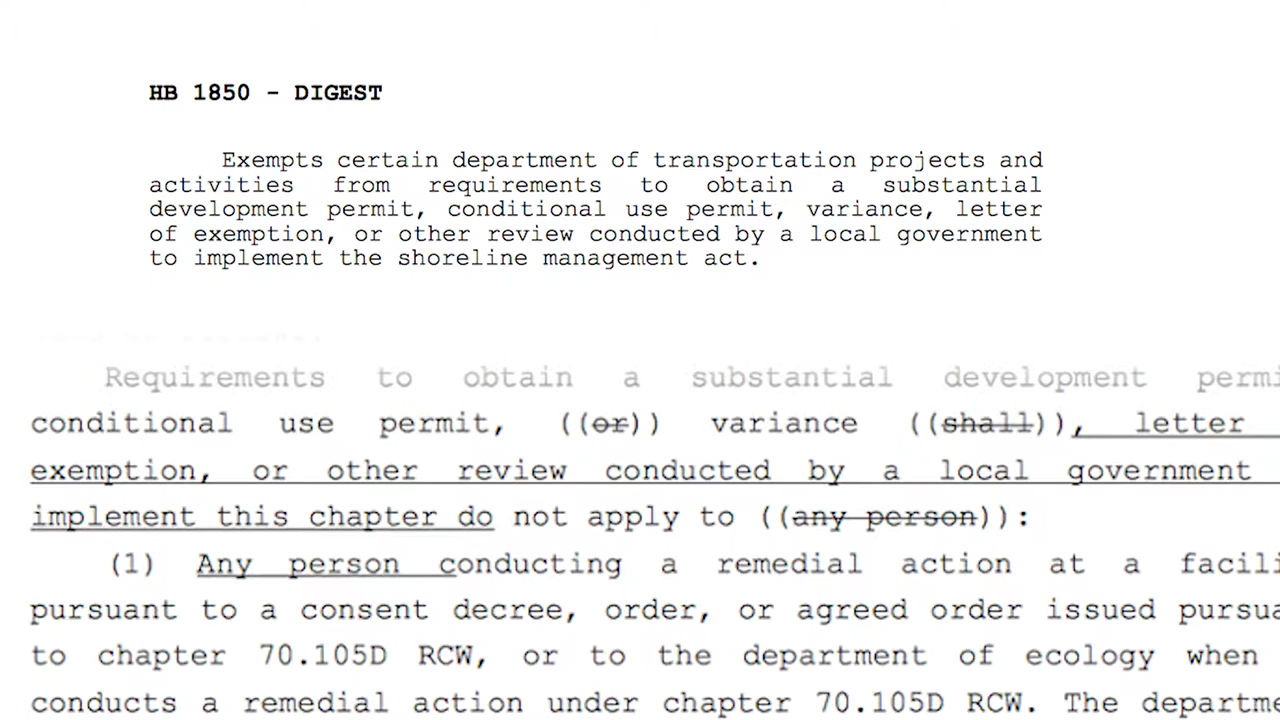 HB 1850 - DIGEST
Exempts certain department of transportation projects and
activities from requirements to obtain a substantial
development permit, conditional use permit, variance, letter
of exemption, or other review conducted by a local government
to implement the shoreline management act.
Requirements to obtain a substantial development permi
conditional use permit, ((or)) variance ((shall)), letter
exemption, or other review conducted by a local government
implement this chapter do not apply to ((any person)):
(1) Any person conducting a remedial action at a facili
pursuant to a consent decree, order, or agreed order issued pursua
to chapter 70.105D RCW, or to the department of ecology when
conducts a remedial action under chapter 70.105D RCW. The departme